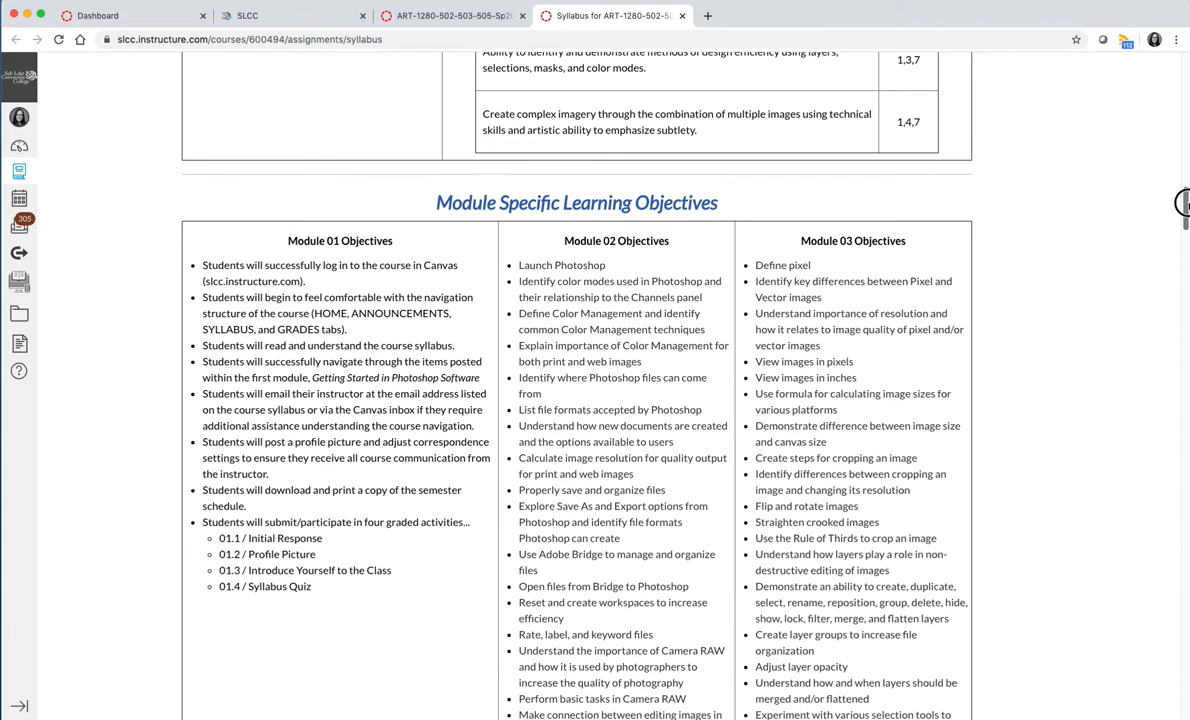 Dashboard
SLCC
ART-1280-502-503-505-Sp20
Syllabus for ART-1280-502-50
slcc.instructure.com/courses/600494/assignments/syllabus
112
Salt Lake
Community
College
305
Ability to identify and demonstrate methods of design efficiency using layers,
selections, masks, and color modes.
1,3,7
Create complex imagery through the combination of multiple images using technical
skills and artistic ability to emphasize subtlety.
1,4,7
Module Specific Learning Objectives
Module 01 Objectives
Students will successfully log in to the course in Canvas
(slcc.instructure.com).
Students will begin to feel comfortable with the navigation
structure of the course (HOME, ANNOUNCEMENTS,
SYLLABUS, and GRADES tabs).
Students will read and understand the course syllabus.
Students will successfully navigate through the items posted
within the first module, Getting Started in Photoshop Software
Students will email their instructor at the email address listed
on the course syllabus or via the Canvas inbox if they require
additional assistance understanding the course navigation.
Students will post a profile picture and adjust correspondence
settings to ensure they receive all course communication from
the instructor.
Students will download and print a copy of the semester
schedule.
Students will submit/participate in four graded activities...
01.1 / Initial Response
01.2 / Profile Picture
01.3 / Introduce Yourself to the Class
01.4 / Syllabus Quiz
Module 02 Objectives
Launch Photoshop
Identify color modes used in Photoshop and
their relationship to the Channels panel
Define Color Management and identify
common Color Management techniques
Explain importance of Color Management for
both print and web images
Identify where Photoshop files can come
from
List file formats accepted by Photoshop
Understand how new documents are created
and the options available to users
Calculate image resolution for quality output
for print and web images
Properly save and organize files
Explore Save As and Export options from
Photoshop and identify file formats
Photoshop can create
Use Adobe Bridge to manage and organize
files
Open files from Bridge to Photoshop
Reset and create workspaces to increase
efficiency
Rate, label, and keyword files
Understand the importance of Camera RAW
and how it is used by photographers to
increase the quality of photography
Perform basic tasks in Camera RAW
Make connection between editing images in
Module 03 Objectives
Define pixel
Identify key differences between Pixel and
Vector images
Understand importance of resolution and
how it relates to image quality of pixel and/or
vector images
View images in pixels
View images in inches
Use formula for calculating image sizes for
various platforms
Demonstrate difference between image size
and canvas size
Create steps for cropping an image
Identify differences between cropping an
image and changing its resolution
Flip and rotate images
Straighten crooked images
Use the Rule of Thirds to crop an image
Understand how layers play a role in non-
destructive editing of images
Demonstrate an ability to create, duplicate,
select, rename, reposition, group, delete, hide,
show, lock, filter, merge, and flatten layers
Create layer groups to increase file
organization
Adjust layer opacity
Understand how and when layers should be
merged and/or flattened
Experiment with various selection tools to